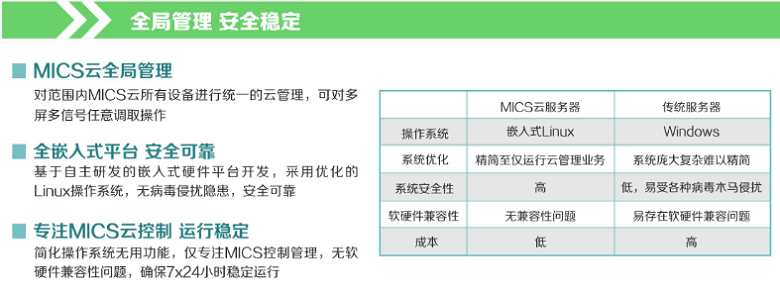 全局管理 安全稳定
MICS云全局管理
对范围内MICS云所有设备进行统一的云管理，可对多
屏多信号任意调取操作
全嵌入式平台 安全可靠
基于自主研发的嵌入式硬件平台开发，采用优化的
Linux操作系统，无病毒侵扰隐患，安全可靠
专注MICS云控制 运行稳定
简化操作系统无用功能，仅专注MICS控制管理，无软
硬件兼容性问题，确保7x24小时稳定运行
MICS云服务器 传统服务器
操作系统 嵌入式Linux Windows
系统优化 精简至仅运行云管理业务 系统庞大复杂难以精简
系统安全性 高 低，易受各种病毒木马侵扰
软硬件兼容性 无兼容性问题 易存在软硬件兼容问题
成本 低 高